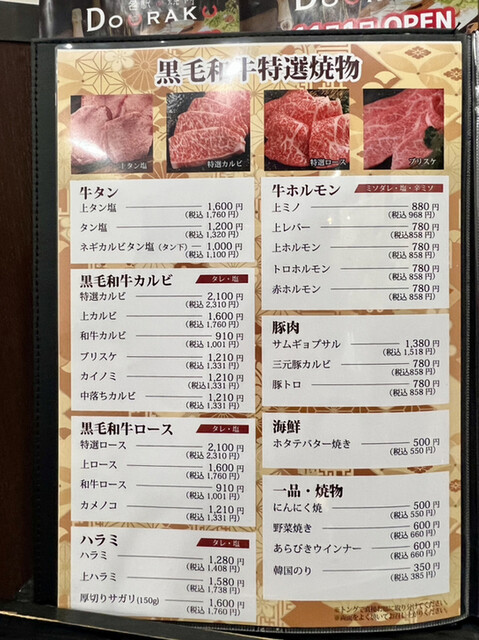 DOURAKU
OPEN
黒毛和牛特選焼物
上タン塩
特選カルビ
特選ロース
ブリスケ
牛タン
上タン塩 1,600円
(税込 1,760円)
タン塩 1,200円
(税込 1,320円)
ネギカルビタン塩 (タン下) 1,000円
(税込 1,100円)
黒毛和牛カルビ タレ・塩
特選カルビ 2,100円
(税込 2,310円)
上カルビ 1,600円
(税込 1,760円)
和牛カルビ 910円
(税込 1,001円)
ブリスケ 1,210円
(税込 1,331円)
カイノミ 1,210円
(税込 1,331円)
中落ちカルビ 1,210円
(税込 1,331円)
黒毛和牛ロース タレ・塩
特選ロース 2,100円
(税込 2,310円)
上ロース 1,600円
(税込 1,760円)
和牛ロース 910円
(税込 1,001円)
カメノコ 1,210円
(税込 1,331円)
ハラミ タレ・塩
ハラミ 1,280円
(税込 1,408円)
上ハラミ 1,580円
(税込 1,738円)
厚切りサガリ (150g) 1,600円
(税込 1,760円)
牛ホルモン ミソダレ・塩・辛ミソ
上ミノ 880円
(税込 968円)
上レバー 780円
(税込858円)
上ホルモン 780円
(税込858円)
トロホルモン 780円
(税込858円)
赤ホルモン 780円
(税込858円)
豚肉
サムギョプサル 1,380円
(税込 1,518円)
三元豚カルビ 780円
(税込858円)
豚トロ 780円
(税込858円)
海鮮
ホタテバター焼き 500円
(税込 550円)
一品・焼物
にんにく焼 500円
(税込 550円)
野菜焼き 600円
(税込 660円)
あらびきウインナー 600円
(税込 660円)
韓国のり 350円
(税込 385円)